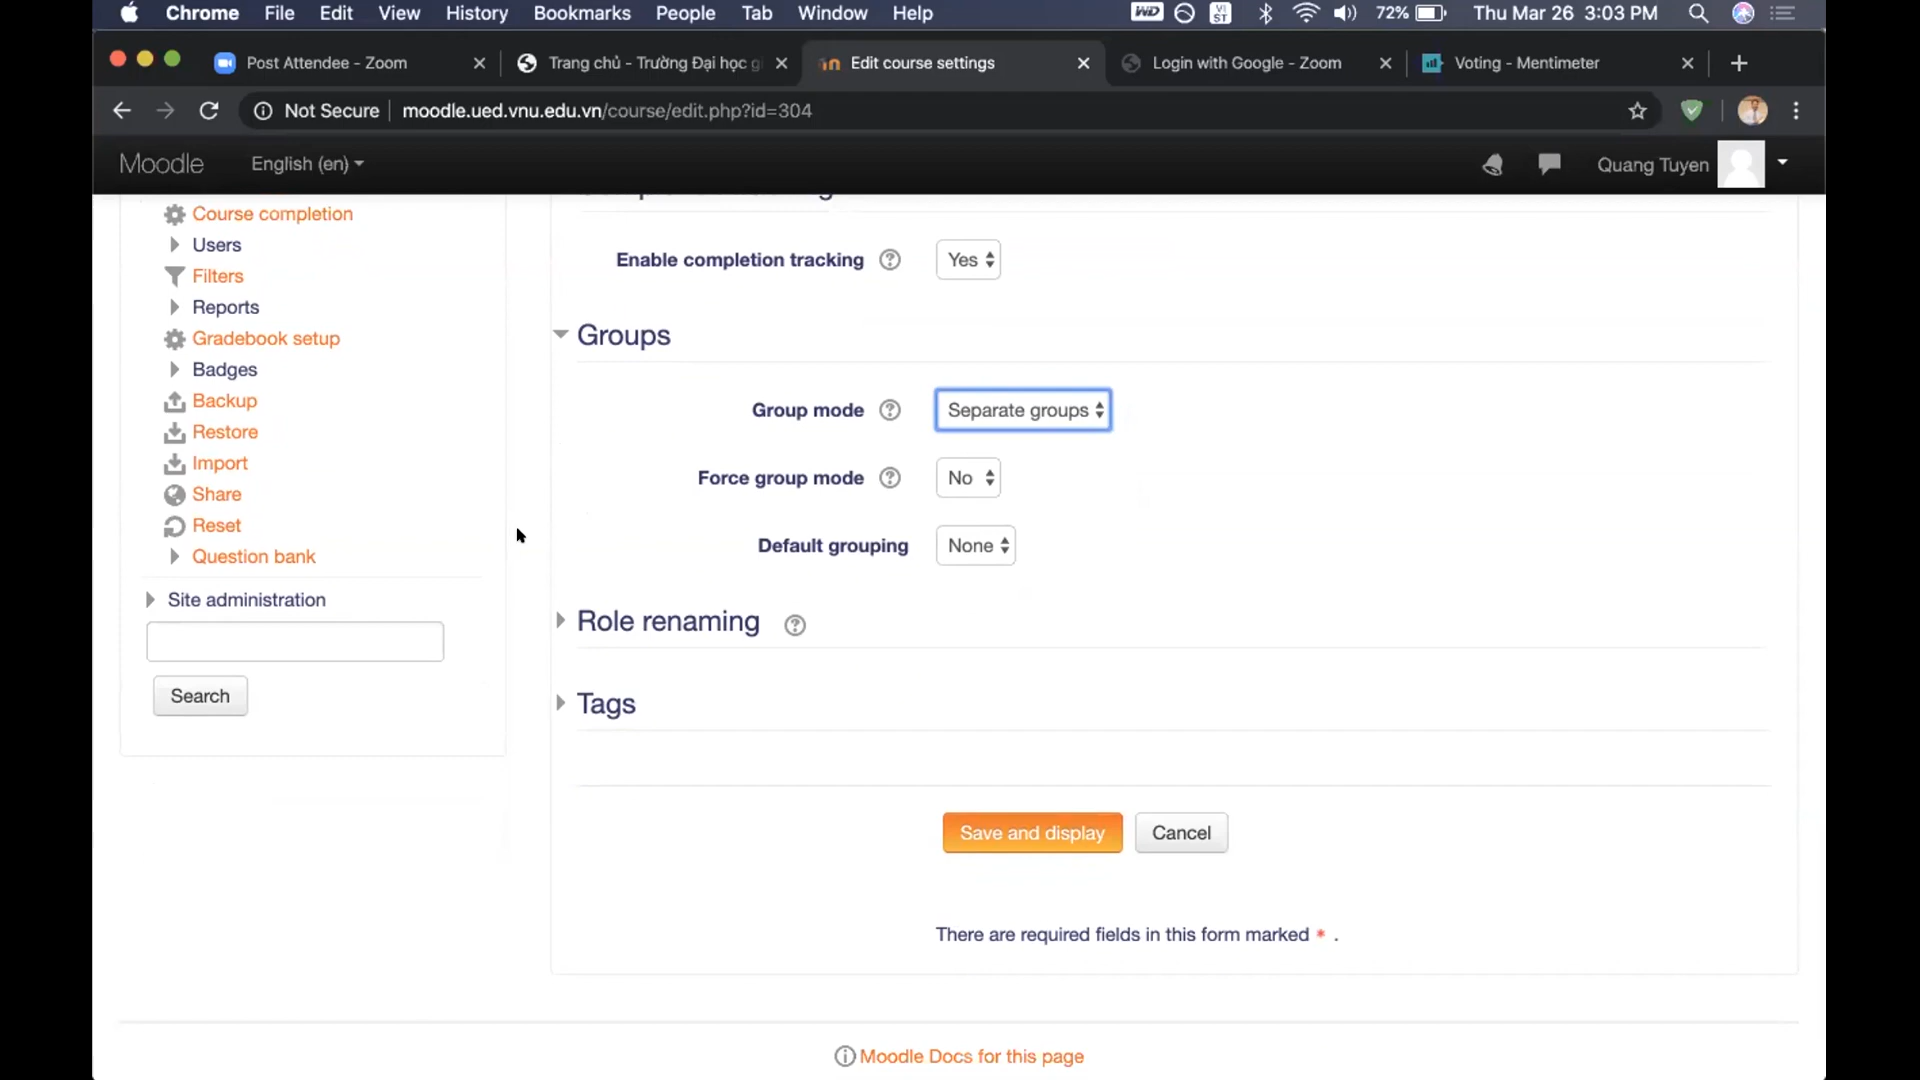 Chrome File Edit View History Bookmarks People Tab Window Help WD VI ST 72% Thu Mar 26 3:03 PM
Post Attendee - Zoom Trang chủ - Trường Đại học gi Edit course settings Login with Google - Zoom Voting - Mentimeter
Not Secure moodle.ued.vnu.edu.vn/course/edit.php?id=304
Moodle English (en) Quang Tuyen
Course completion
Users
Filters
Reports
Gradebook setup
Badges
Backup
Restore
Import
Share
Reset
Question bank
Site administration
Search
Enable completion tracking Yes
Groups
Group mode Separate groups
Force group mode No
Default grouping None
Role renaming
Tags
Save and display Cancel
There are required fields in this form marked * .
Moodle Docs for this page